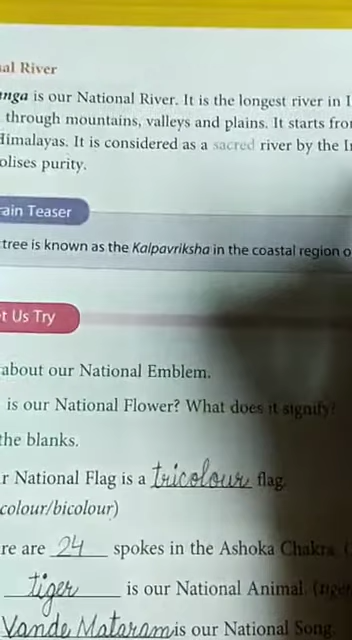 nal River
nga is our National River. It is the longest river in I
through mountains, valleys and plains. It starts from
Himalayas. It is considered as a sacred river by the In
olises purity.
rain Teaser
tree is known as the Kalpavriksha in the coastal region o
t Us Try
about our National Emblem.
is our National Flower? What does it signify?
the blanks.
r National Flag is a tricolour flag.
colour/bicolour)
re are 24 spokes in the Ashoka Chakra. (
tiger is our National Animal. (tiger
Vande Mataram is our National Song.